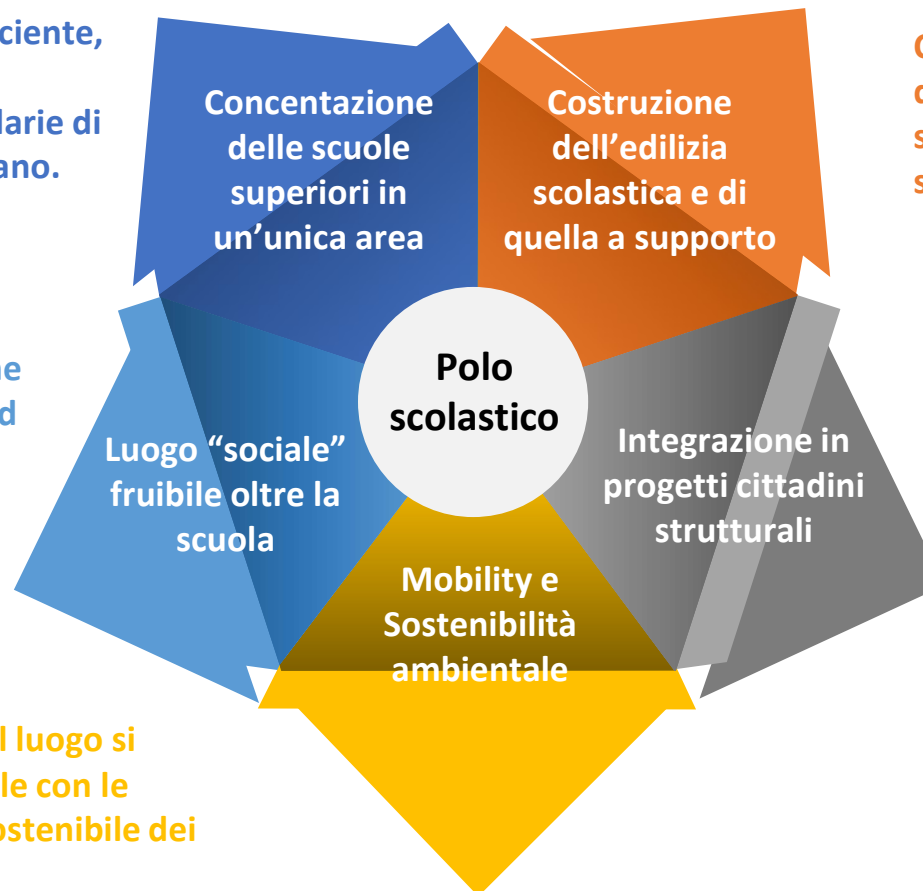 ciente,
larie di
ano.
Concentazione
delle scuole
superiori in
un’unica area
Costruzione
dell’edilizia
scolastica e di
quella a supporto
Polo
scolastico
Luogo “sociale”
fruibile oltre la
scuola
Integrazione in
progetti cittadini
strutturali
Mobility e
Sostenibilità
ambientale
l luogo si
le con le
ostenibile dei